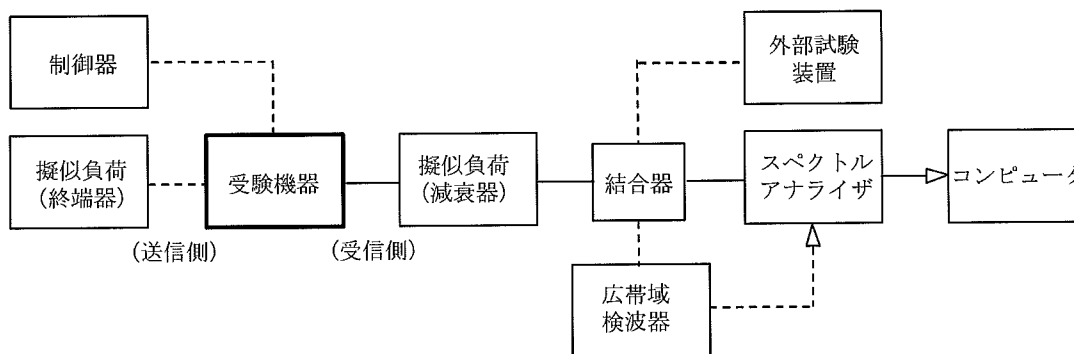 制御器
外部試験
装置
擬似負荷
(終端器)
受験機器
擬似負荷
(減衰器)
結合器
スペクトル
アナライザ
コンピュータ
(送信側)
(受信側)
広帯域
検波器